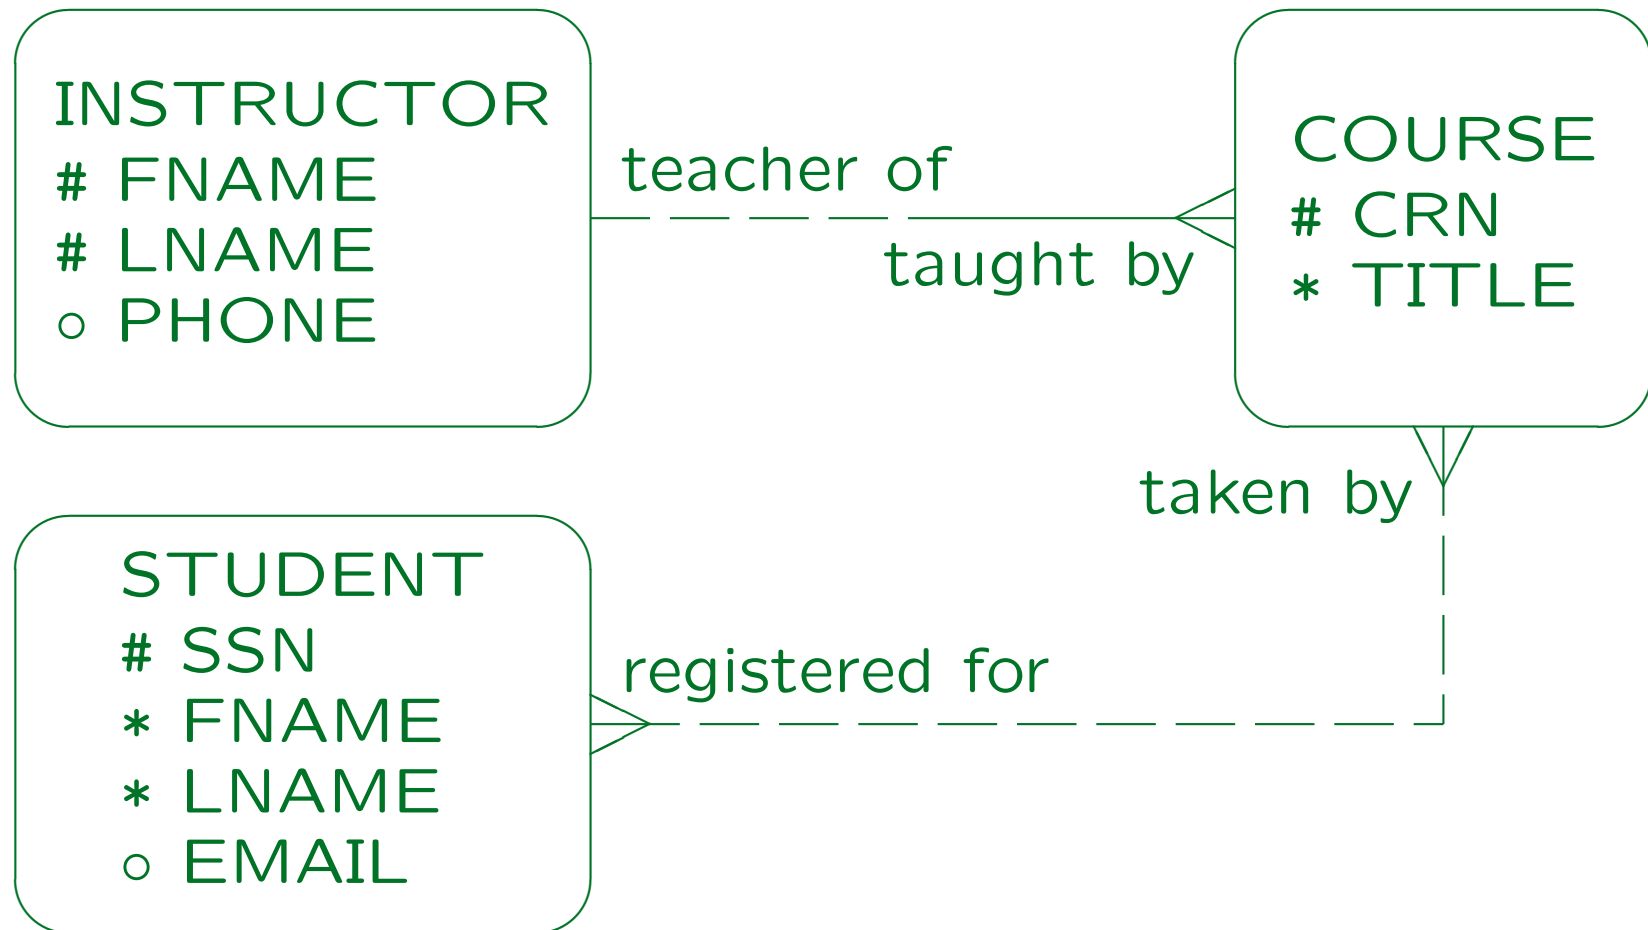 INSTRUCTOR
# FNAME
# LNAME
○ PHONE
teacher of
taught by
COURSE
# CRN
* TITLE
taken by
STUDENT
# SSN
* FNAME
* LNAME
○ EMAIL
registered for